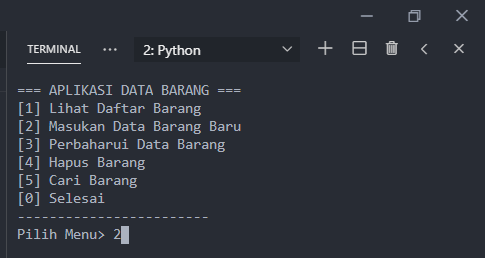 TERMINAL ... 2: Python
=== APLIKASI DATA BARANG ===
[1] Lihat Daftar Barang
[2] Masukan Data Barang Baru
[3] Perbaharui Data Barang
[4] Hapus Barang
[5] Cari Barang
[0] Selesai
------------------------
Pilih Menu> 2